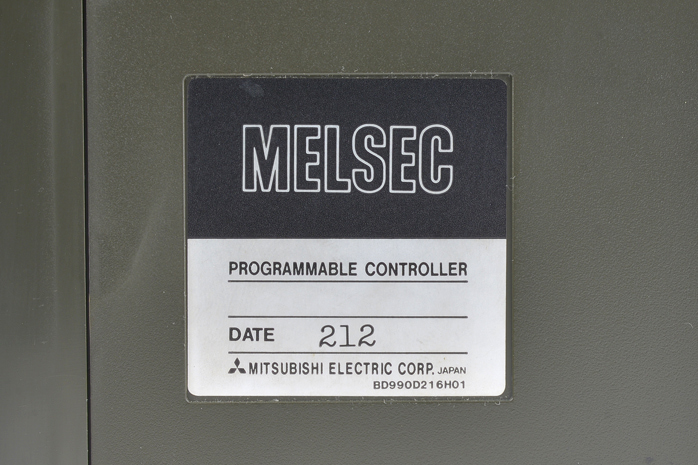 MELSEC
PROGRAMMABLE CONTROLLER
DATE 212
MITSUBISHI ELECTRIC CORP. JAPAN
BD990D216H01